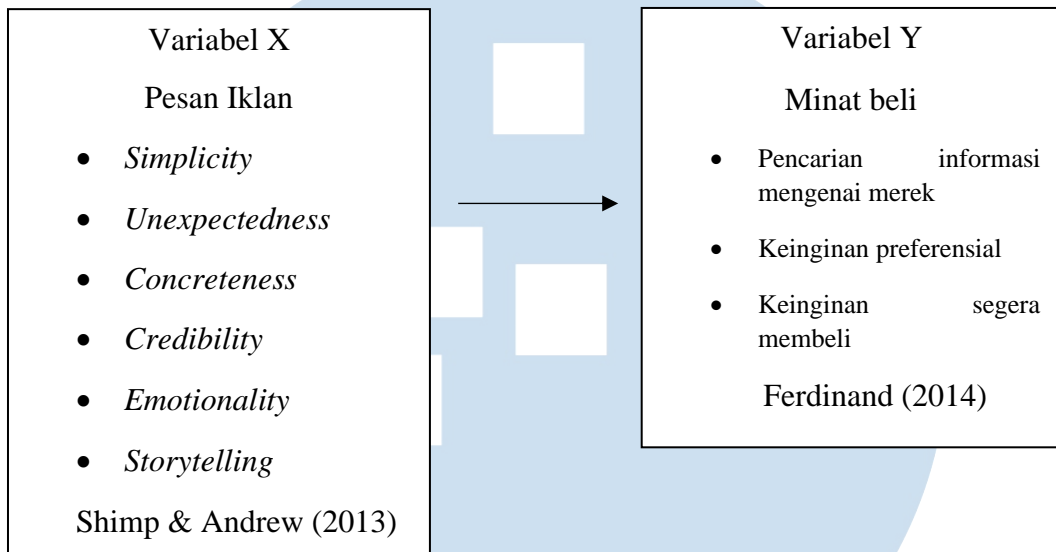 Variabel X
Pesan Iklan
• Simplicity
• Unexpectedness
• Concreteness
• Credibility
• Emotionality
• Storytelling
Shimp & Andrew (2013)
Variabel Y
Minat beli
• Pencarian informasi
mengenai merek
• Keinginan preferensial
• Keinginan segera
membeli
Ferdinand (2014)